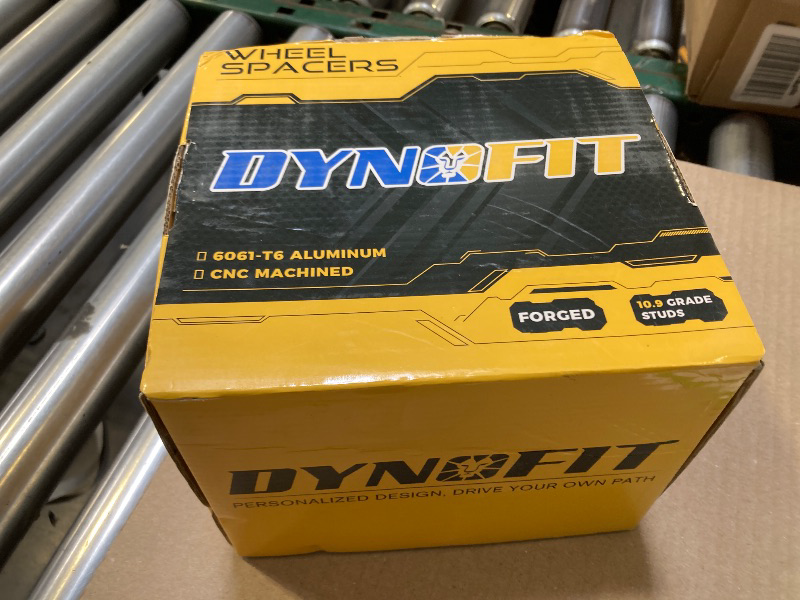 WHEEL
SPACERS
DYNOFIT
▯ 6061-T6 ALUMINUM
▯ CNC MACHINED
FORGED
10.9 GRADE
STUDS
DYNOFIT
PERSONALIZED DESIGN, DRIVE YOUR OWN PATH